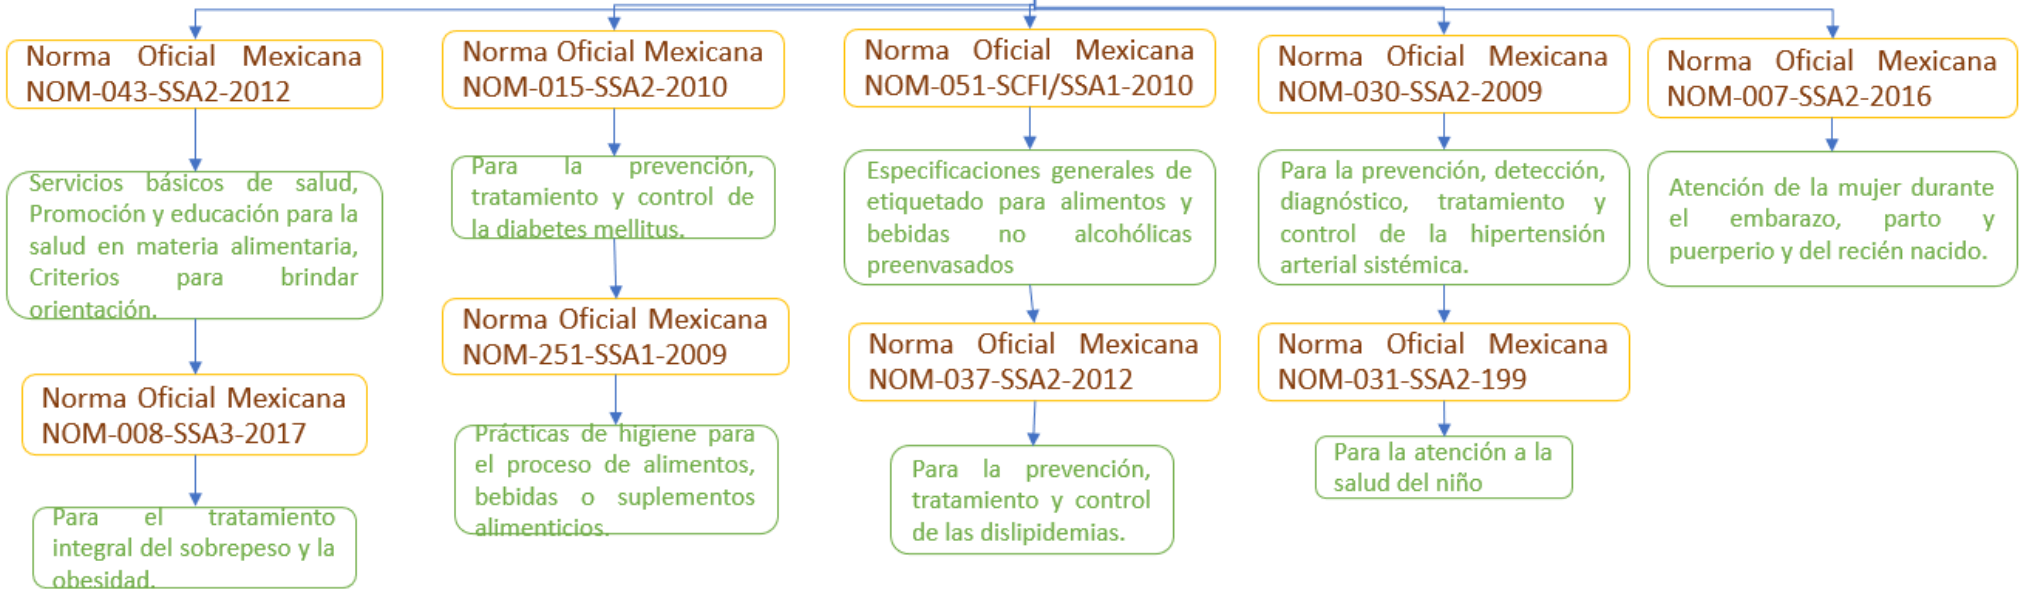 Norma Oficial Mexicana
NOM-043-SSA2-2012
Servicios básicos de salud,
Promoción y educación para la
salud en materia alimentaria,
Criterios para brindar
orientación.
Norma Oficial Mexicana
NOM-008-SSA3-2017
Para el tratamiento
integral del sobrepeso y la
obesidad.
Norma Oficial Mexicana
NOM-015-SSA2-2010
Para la prevención,
tratamiento y control de
la diabetes mellitus.
Norma Oficial Mexicana
NOM-251-SSA1-2009
Prácticas de higiene para
el proceso de alimentos,
bebidas o suplementos
alimenticios.
Norma Oficial Mexicana
NOM-051-SCFI/SSA1-2010
Especificaciones generales de
etiquetado para alimentos y
bebidas no alcohólicas
preenvasados
Norma Oficial Mexicana
NOM-037-SSA2-2012
Para la prevención,
tratamiento y control
de las dislipidemias.
Norma Oficial Mexicana
NOM-030-SSA2-2009
Para la prevención, detección,
diagnóstico, tratamiento y
control de la hipertensión
arterial sistémica.
Norma Oficial Mexicana
NOM-031-SSA2-199
Para la atención a la
salud del niño
Norma Oficial Mexicana
NOM-007-SSA2-2016
Atención de la mujer durante
el embarazo, parto y
puerperio y del recién nacido.